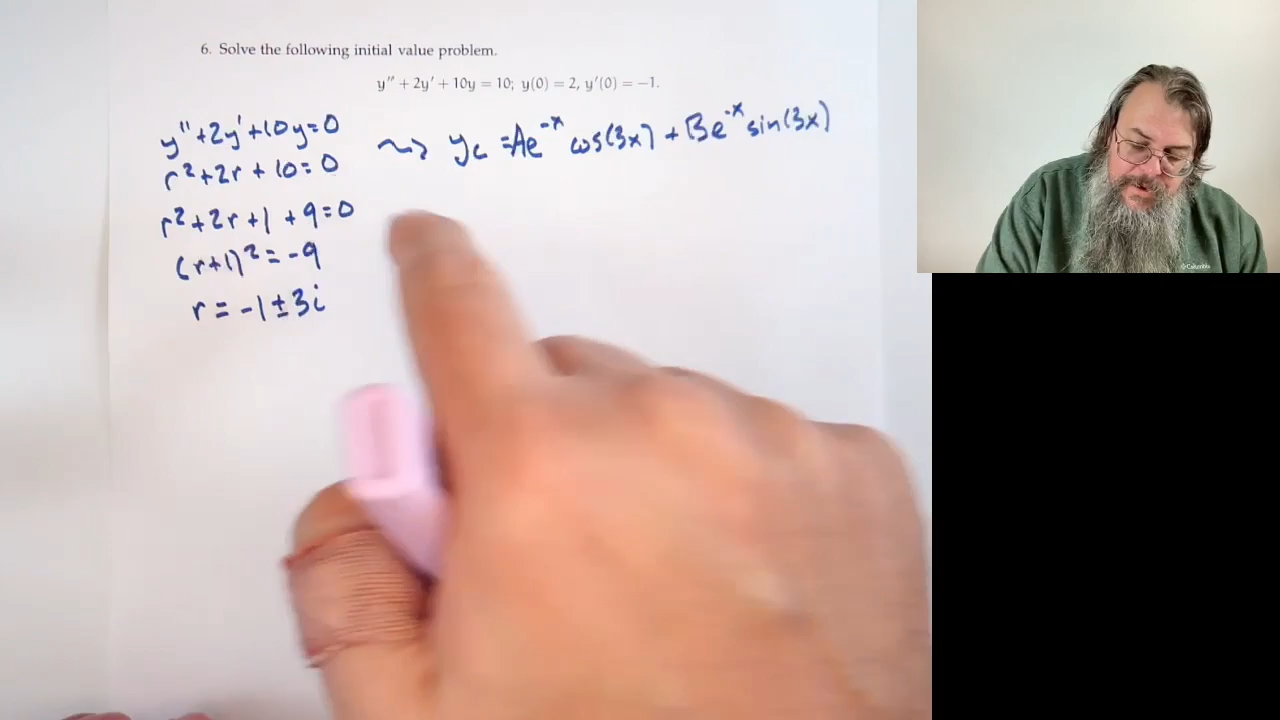 6. Solve the following initial value problem.
y'' + 2y' + 10y = 10; y(0) = 2, y'(0) = −1.
y''+2y'+10y=0
r²+2r+10=0
r²+2r+1+9=0
(r+1)²=-9
r=-1±3i
⇝ y_c=Ae^{-x} cos(3x)+Be^{-x} sin(3x)
Columbia